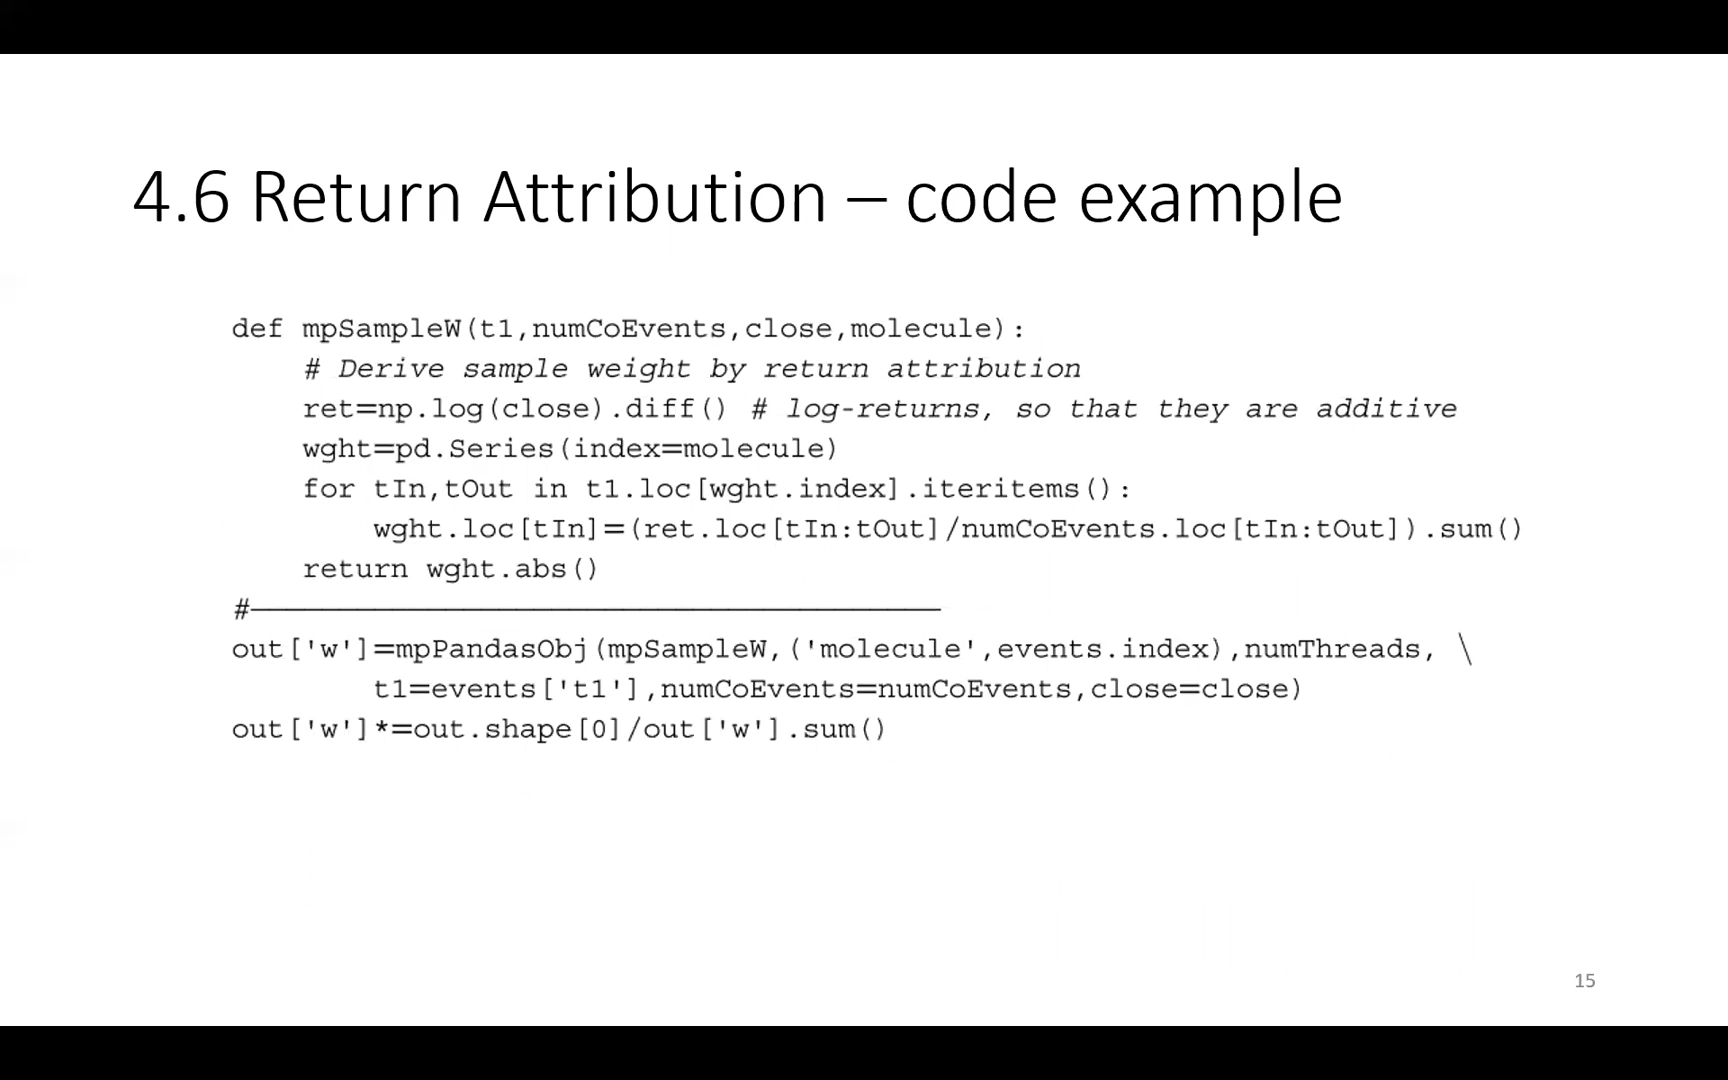 4.6 Return Attribution – code example
def mpSampleW(t1,numCoEvents,close,molecule):
# Derive sample weight by return attribution
ret=np.log(close).diff() # log-returns, so that they are additive
wght=pd.Series(index=molecule)
for tIn,tOut in t1.loc[wght.index].iteritems():
wght.loc[tIn]=(ret.loc[tIn:tOut]/numCoEvents.loc[tIn:tOut]).sum()
return wght.abs()
#———————————————————————————————————————
out['w']=mpPandasObj(mpSampleW,('molecule',events.index),numThreads, \
t1=events['t1'],numCoEvents=numCoEvents,close=close)
out['w']*=out.shape[0]/out['w'].sum()
15